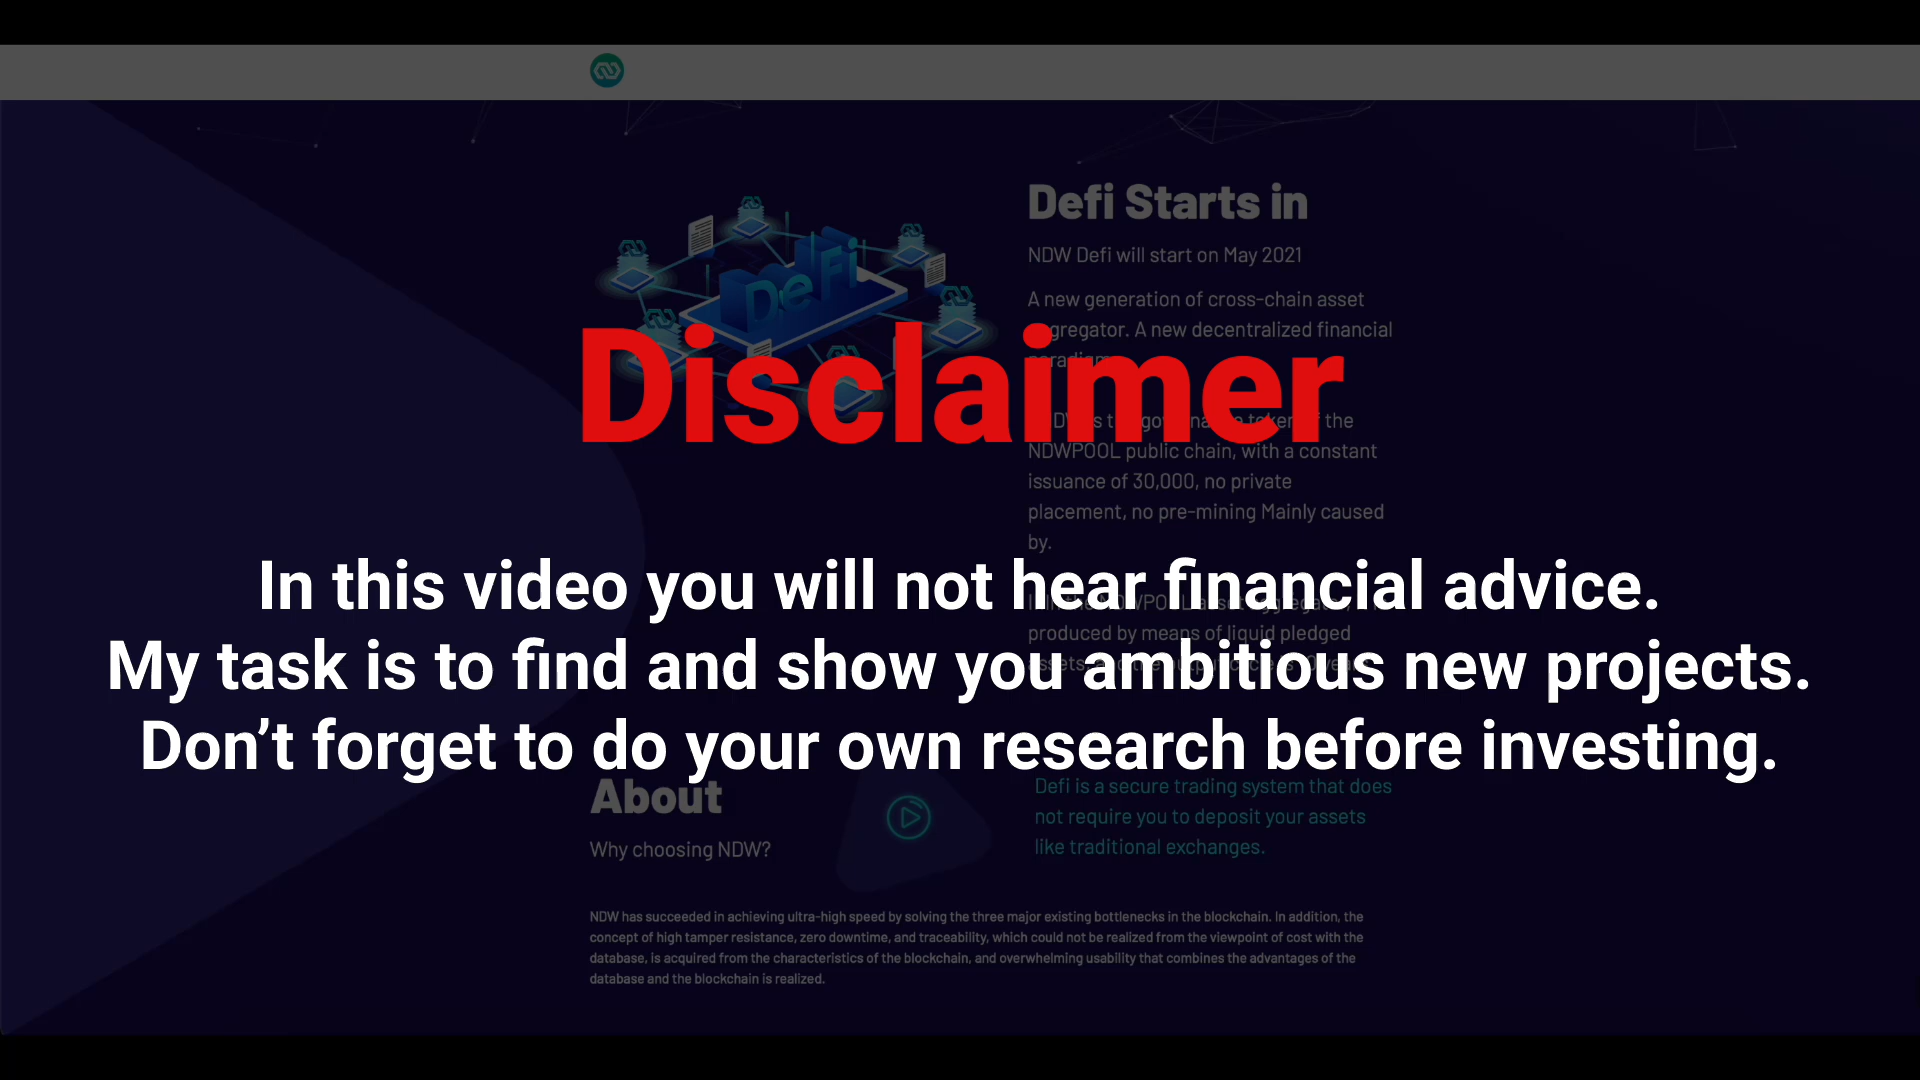 Defi Starts in
NDW Defi will start on May 2021
A new generation of cross-chain asset
gregator. A new decentralized financial
Disclaimer
the
NDWPOOL public chain, with a constant
issuance of 30,000, no private
placement, no pre-mining Mainly caused
by.
In this video you will not hear financial advice.
produced by means of liquid pledged
My task is to find and show you ambitious new projects.
Don’t forget to do your own research before investing.
About
Why choosing NDW?
Defi is a secure trading system that does
not require you to deposit your assets
like traditional exchanges.
NDW has succeeded in achieving ultra-high speed by solving the three major existing bottlenecks in the blockchain. In addition, the
concept of high tamper resistance, zero downtime, and traceability, which could not be realized from the viewpoint of cost with the
database, is acquired from the characteristics of the blockchain, and overwhelming usability that combines the advantages of the
database and the blockchain is realized.
DeFi